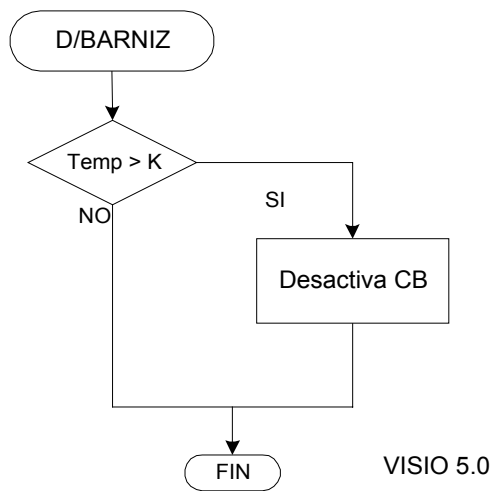 D/BARNIZ
Temp > K
NO
SI
Desactiva CB
FIN
VISIO 5.0